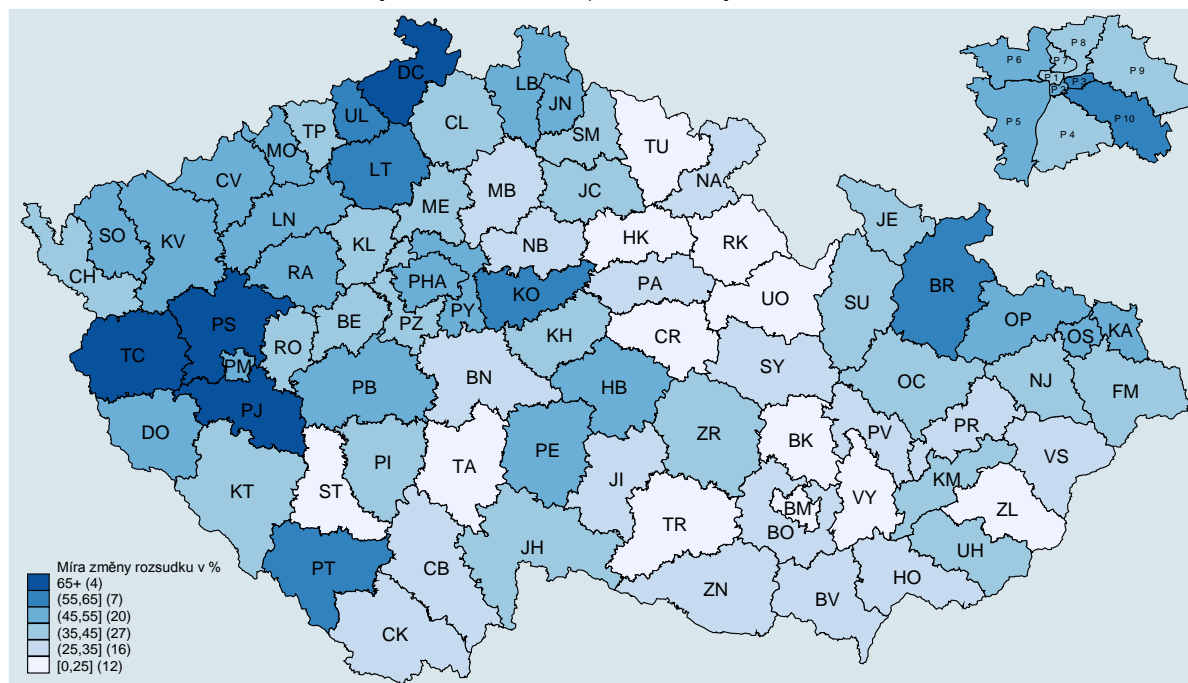 DC
UL
LB
JN
TP
CL
SM
MO
LT
TU
CV
MB
NA
JC
ME
LN
SO
KV
KL
NB
HK
RK
JE
CH
RA
PHA
PY
KO
PA
UO
SU
BR
PS
BE
PZ
OP
OS
KA
TC
RO
KH
CR
PM
PB
BN
HB
SY
OC
NJ
FM
PJ
DO
PR
PV
VS
ZR
BK
PE
TA
PI
KT
ST
JI
KM
VY
BM
ZL
TR
BO
JH
UH
PT
CB
ZN
BV
HO
CK
P 8
P 6
P 7
P 9
P 1
P 3
P 2
P 5
P 10
P 4
Míra změny rozsudku v %
65+ (4)
(55,65] (7)
(45,55] (20)
(35,45] (27)
(25,35] (16)
[0,25] (12)